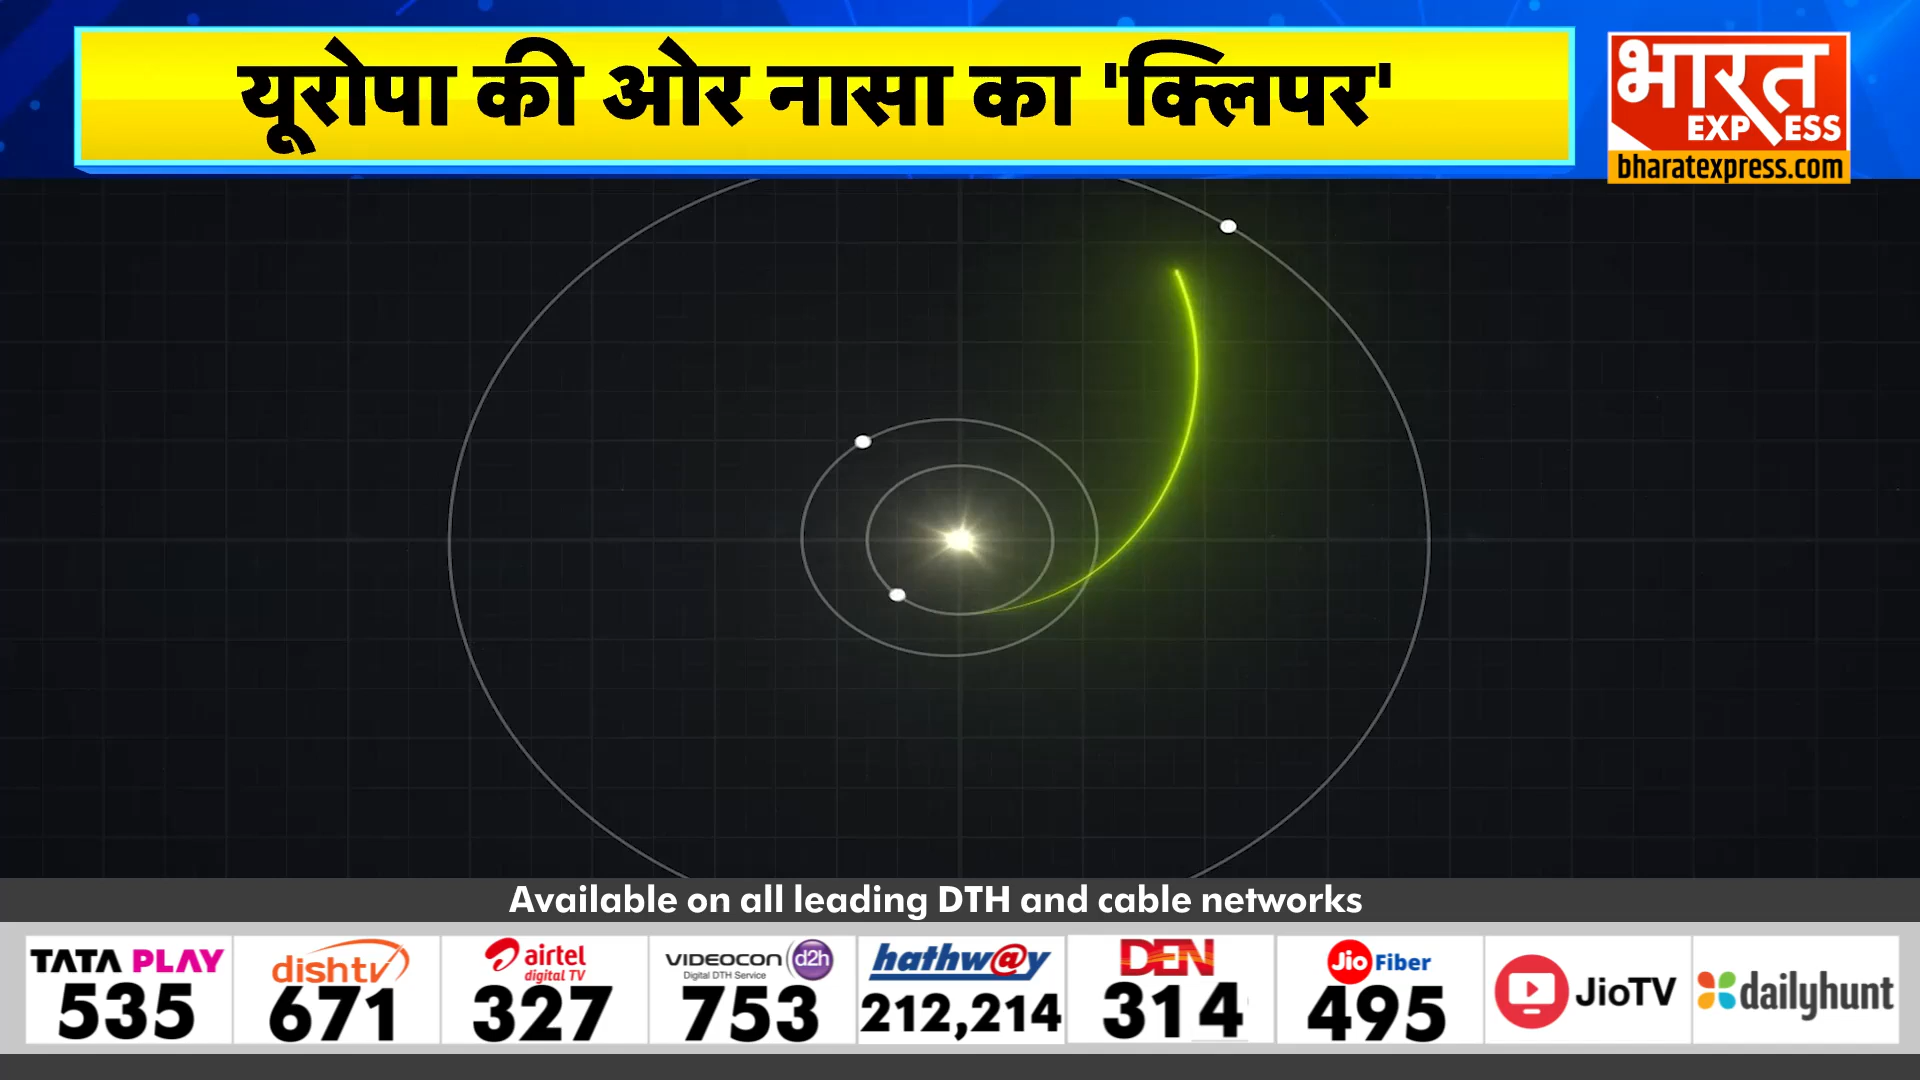 यूरोपा की ओर नासा का 'क्लिपर'
भारत
EXPRESS
bharatexpress.com
Available on all leading DTH and cable networks
TATA PLAY
535
dishtv
671
airtel
digital TV
327
VIDEOCON d2h
Digital DTH Service
753
hathway
212,214
DEN
314
Jio Fiber
495
JioTV
dailyhunt